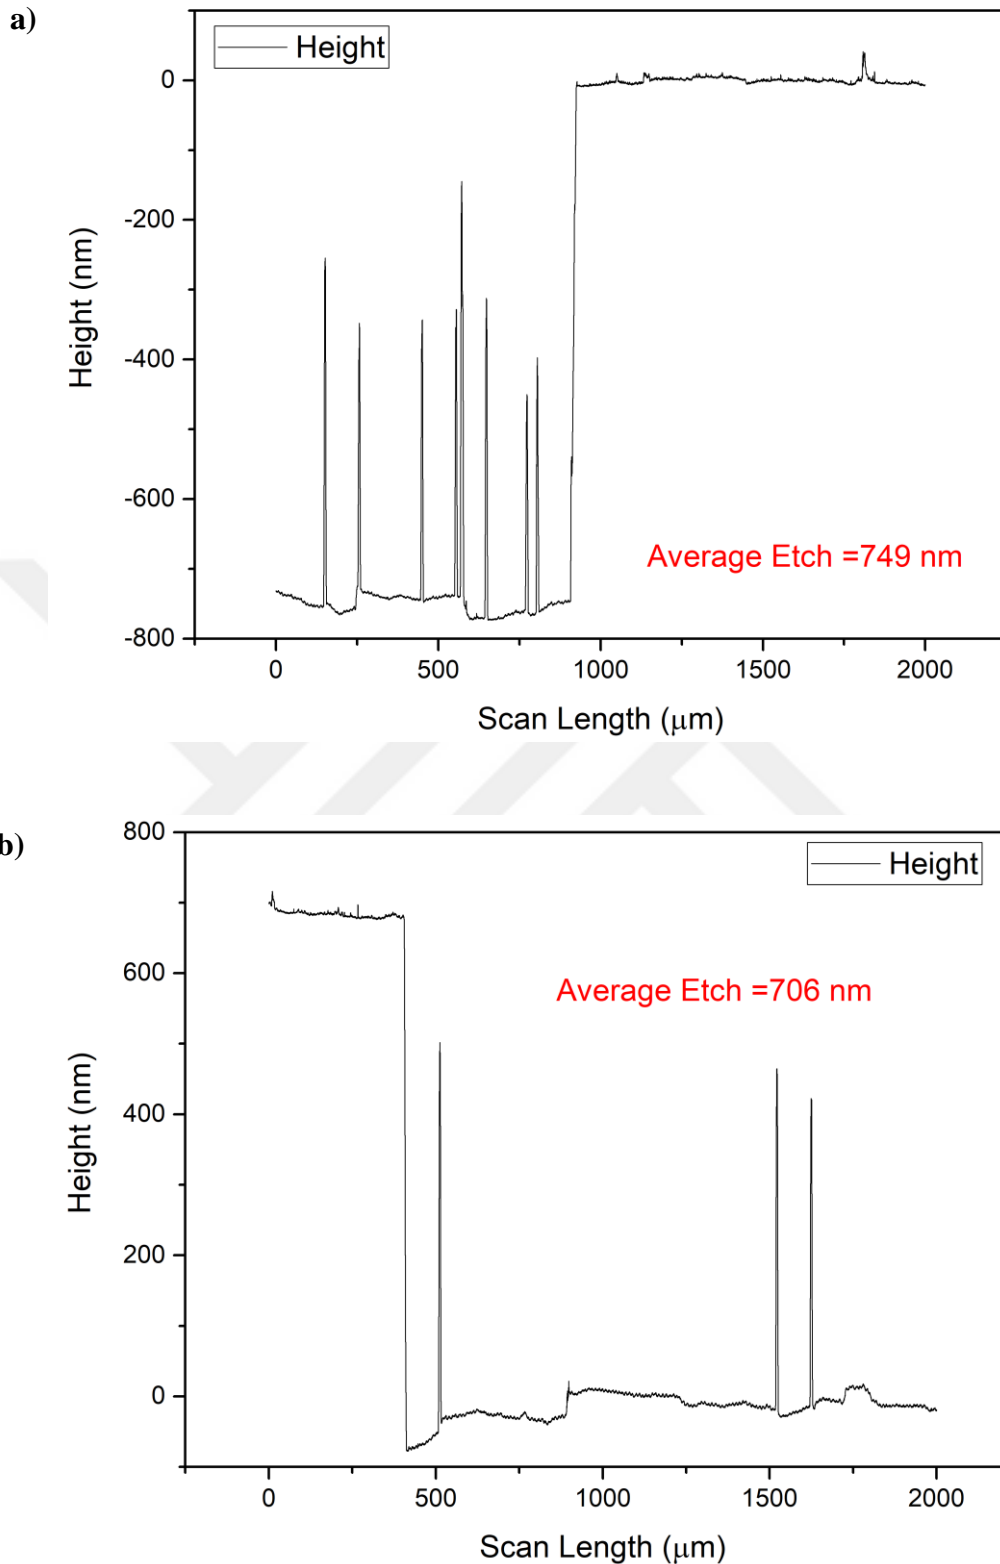 a)
Height
0
-200
-400
-600
-800
Height (nm)
Average Etch =749 nm
0 500 1000 1500 2000
Scan Length (μm)
b)
800
Height
600
Average Etch =706 nm
400
200
0
Height (nm)
0 500 1000 1500 2000
Scan Length (μm)